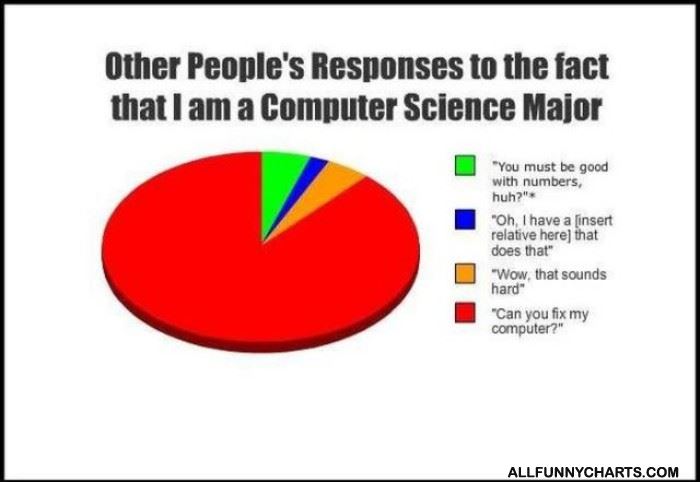 Other People's Responses to the fact
that I am a Computer Science Major
"You must be good
with numbers,
huh?"*
"Oh, I have a [insert
relative here] that
does that"
"Wow, that sounds
hard"
"Can you fix my
computer?"
ALLFUNNYCHARTS.COM